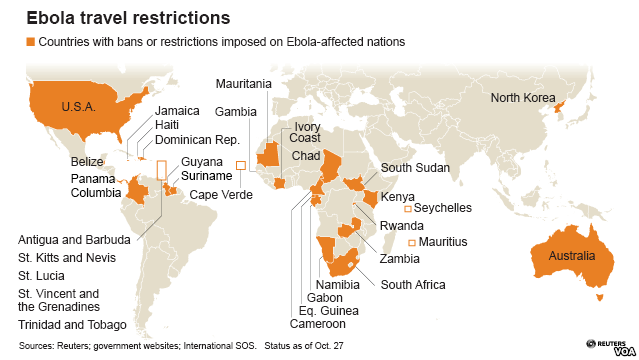 Ebola travel restrictions
Countries with bans or restrictions imposed on Ebola-affected nations
U.S.A.
Jamaica
Haiti
Dominican Rep.
Belize
Panama
Columbia
Guyana
Suriname
Cape Verde
Mauritania
Gambia
Ivory
Coast
Chad
North Korea
South Sudan
Kenya
Seychelles
Rwanda
Mauritius
Zambia
South Africa
Namibia
Gabon
Eq. Guinea
Cameroon
Australia
Antigua and Barbuda
St. Kitts and Nevis
St. Lucia
St. Vincent and
the Grenadines
Trinidad and Tobago
Sources: Reuters; government websites; International SOS. Status as of Oct. 27
REUTERS
VOA